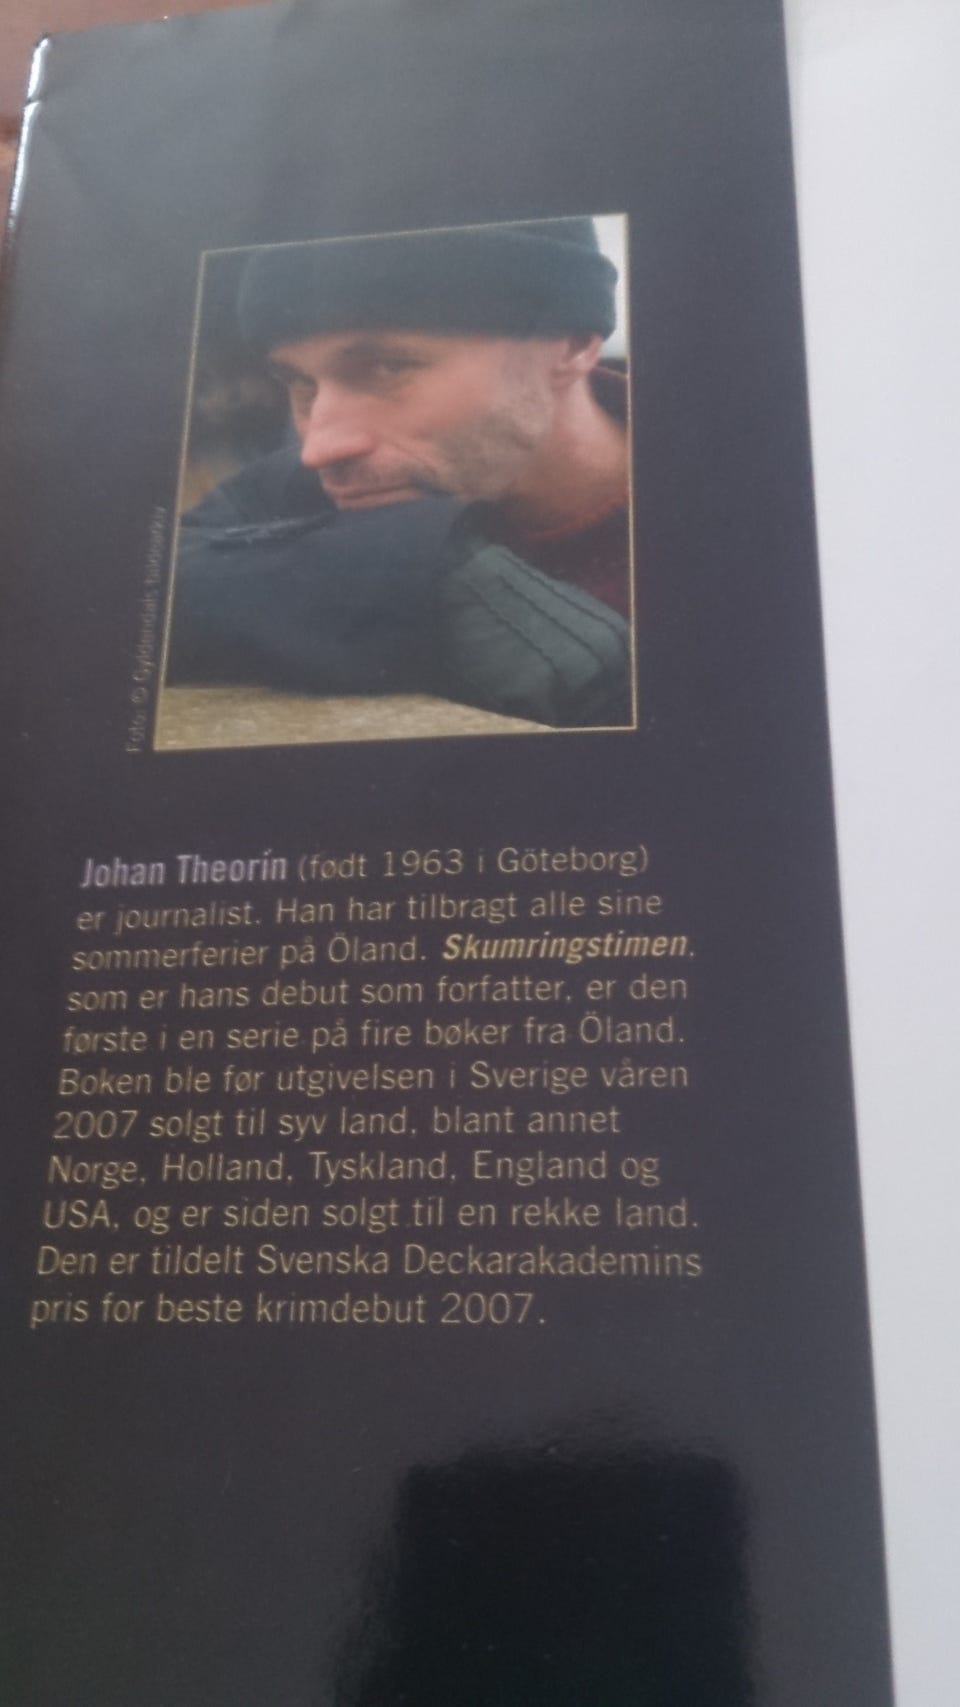 Foto: © Gyldendals bildearkiv
Johan Theorin (født 1963 i Göteborg)
er journalist. Han har tilbragt alle sine
sommerferier på Öland. Skumringstimen,
som er hans debut som forfatter, er den
første i en serie på fire bøker fra Öland.
Boken ble før utgivelsen i Sverige våren
2007 solgt til syv land, blant annet
Norge, Holland, Tyskland, England og
USA, og er siden solgt til en rekke land.
Den er tildelt Svenska Deckarakademins
pris for beste krimdebut 2007.